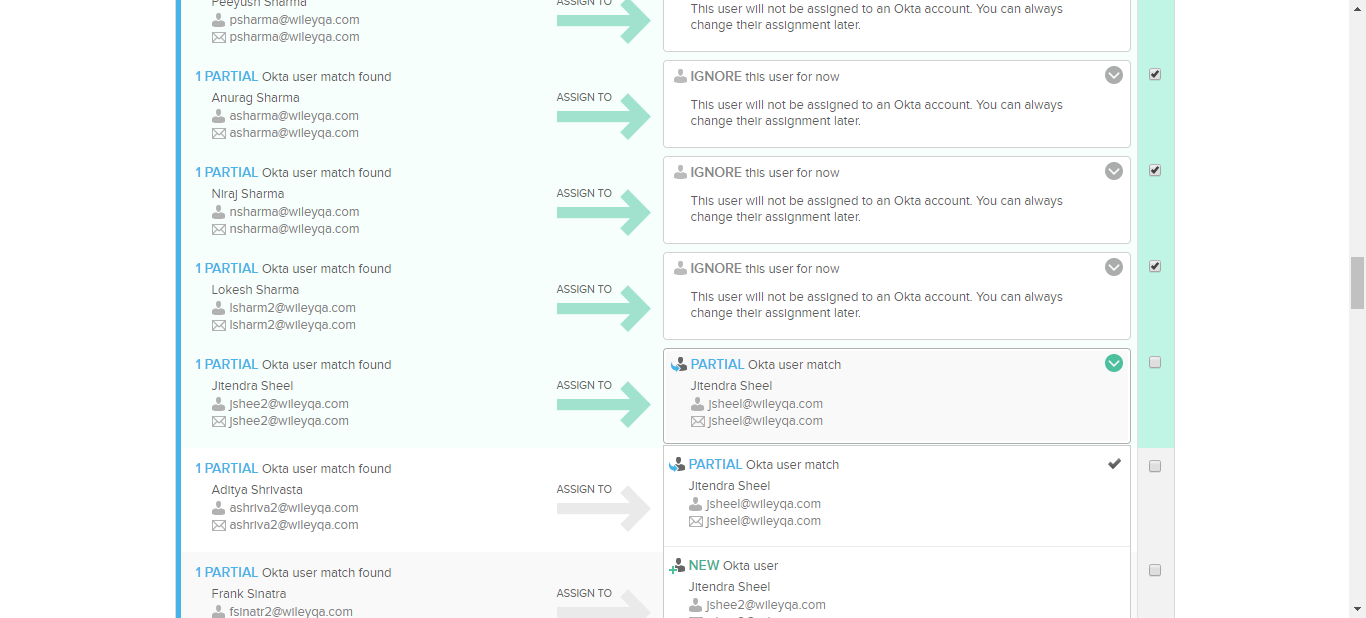 Peeyush Sharma
psharma@wileyqa.com
psharma@wileyqa.com
ASSIGN TO
This user will not be assigned to an Okta account. You can always
change their assignment later.
1 PARTIAL Okta user match found
Anurag Sharma
asharma@wileyqa.com
asharma@wileyqa.com
ASSIGN TO
IGNORE this user for now
This user will not be assigned to an Okta account. You can always
change their assignment later.
1 PARTIAL Okta user match found
Niraj Sharma
nsharma@wileyqa.com
nsharma@wileyqa.com
ASSIGN TO
IGNORE this user for now
This user will not be assigned to an Okta account. You can always
change their assignment later.
1 PARTIAL Okta user match found
Lokesh Sharma
lsharm2@wileyqa.com
lsharm2@wileyqa.com
ASSIGN TO
IGNORE this user for now
This user will not be assigned to an Okta account. You can always
change their assignment later.
1 PARTIAL Okta user match found
Jitendra Sheel
jshee2@wileyqa.com
jshee2@wileyqa.com
ASSIGN TO
PARTIAL Okta user match
Jitendra Sheel
jsheel@wileyqa.com
jsheel@wileyqa.com
1 PARTIAL Okta user match found
Aditya Shrivasta
ashriva2@wileyqa.com
ashriva2@wileyqa.com
ASSIGN TO
PARTIAL Okta user match
Jitendra Sheel
jsheel@wileyqa.com
jsheel@wileyqa.com
1 PARTIAL Okta user match found
Frank Sinatra
fsinatr2@wileyqa.com
ASSIGN TO
NEW Okta user
Jitendra Sheel
jshee2@wileyqa.com